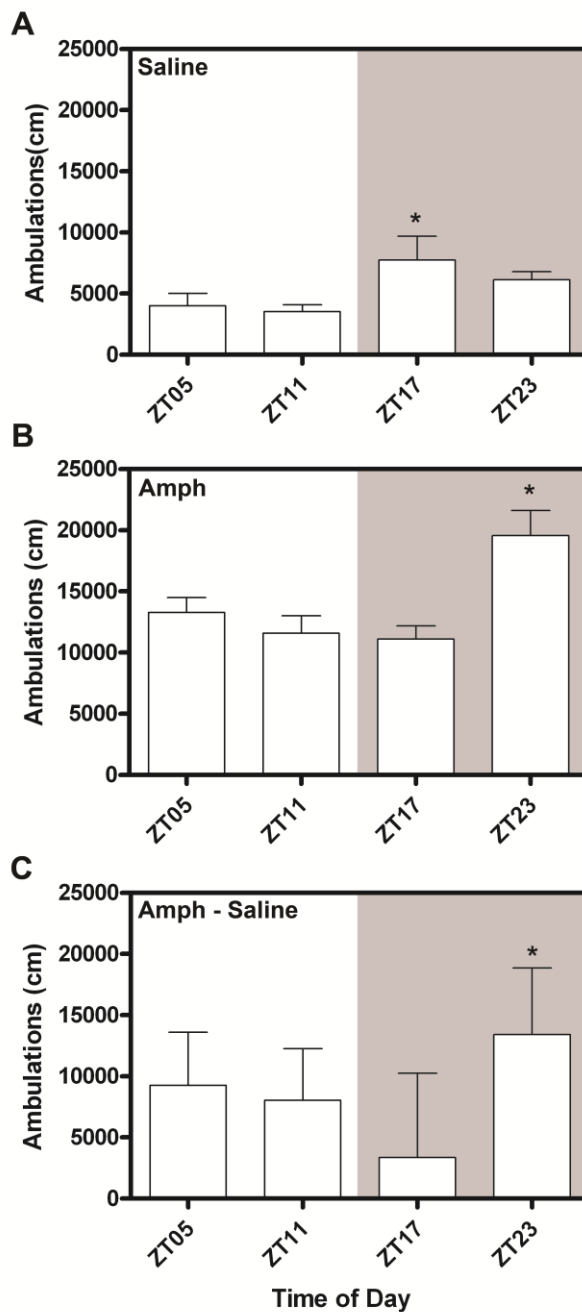 A
Saline
Ambulations(cm)
25000
20000
15000
10000
5000
0
*
ZT05 ZT11 ZT17 ZT23
B
Amph
Ambulations (cm)
25000
20000
15000
10000
5000
0
*
ZT05 ZT11 ZT17 ZT23
C
Amph - Saline
Ambulations (cm)
25000
20000
15000
10000
5000
0
*
ZT05 ZT11 ZT17 ZT23
Time of Day